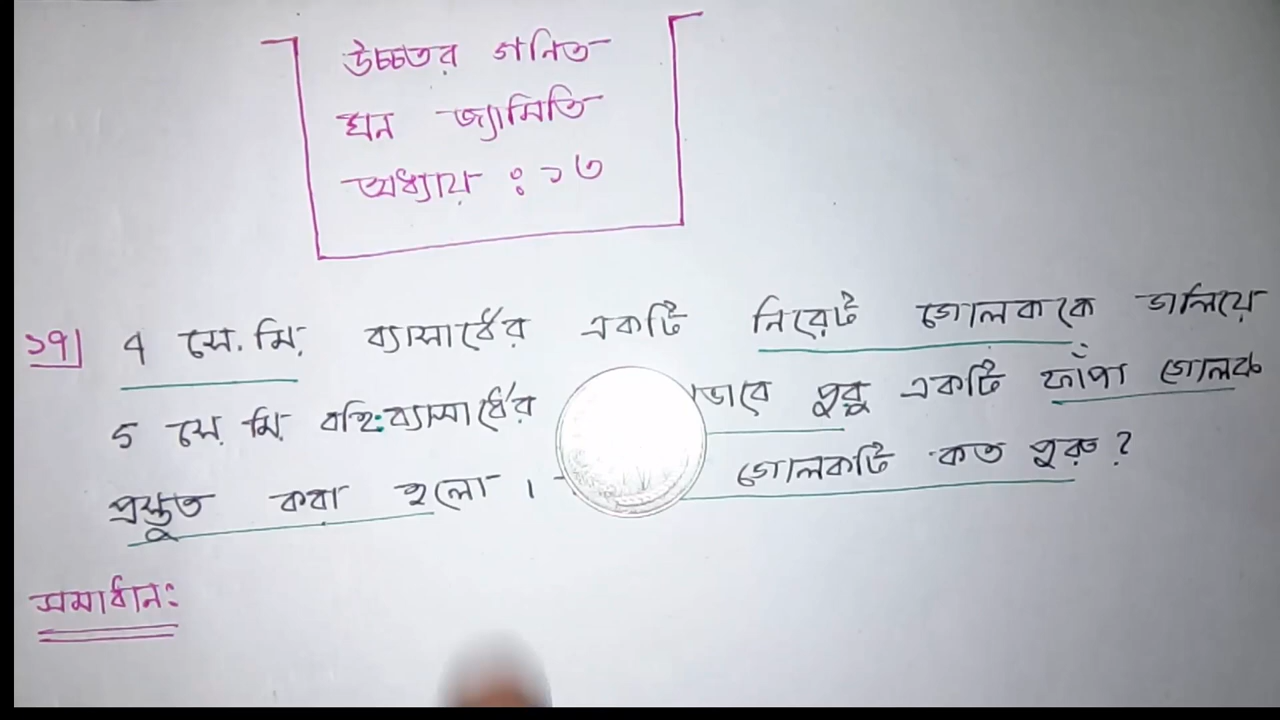 উচ্চতর গনিত
ঘন জ্যামিতি
অধ্যায় : ১৩
১৭| 4 সে. মি. ব্যাসার্ধের একটি নিরেট গোলককে গলিয়ে
5 সে. মি. বহি:ব্যাসার্ধের ভাবে পুরু একটি ফাঁপা গোলক
প্রস্তুত করা হলো । গোলকটি কত পুরু ?
সমাধান: